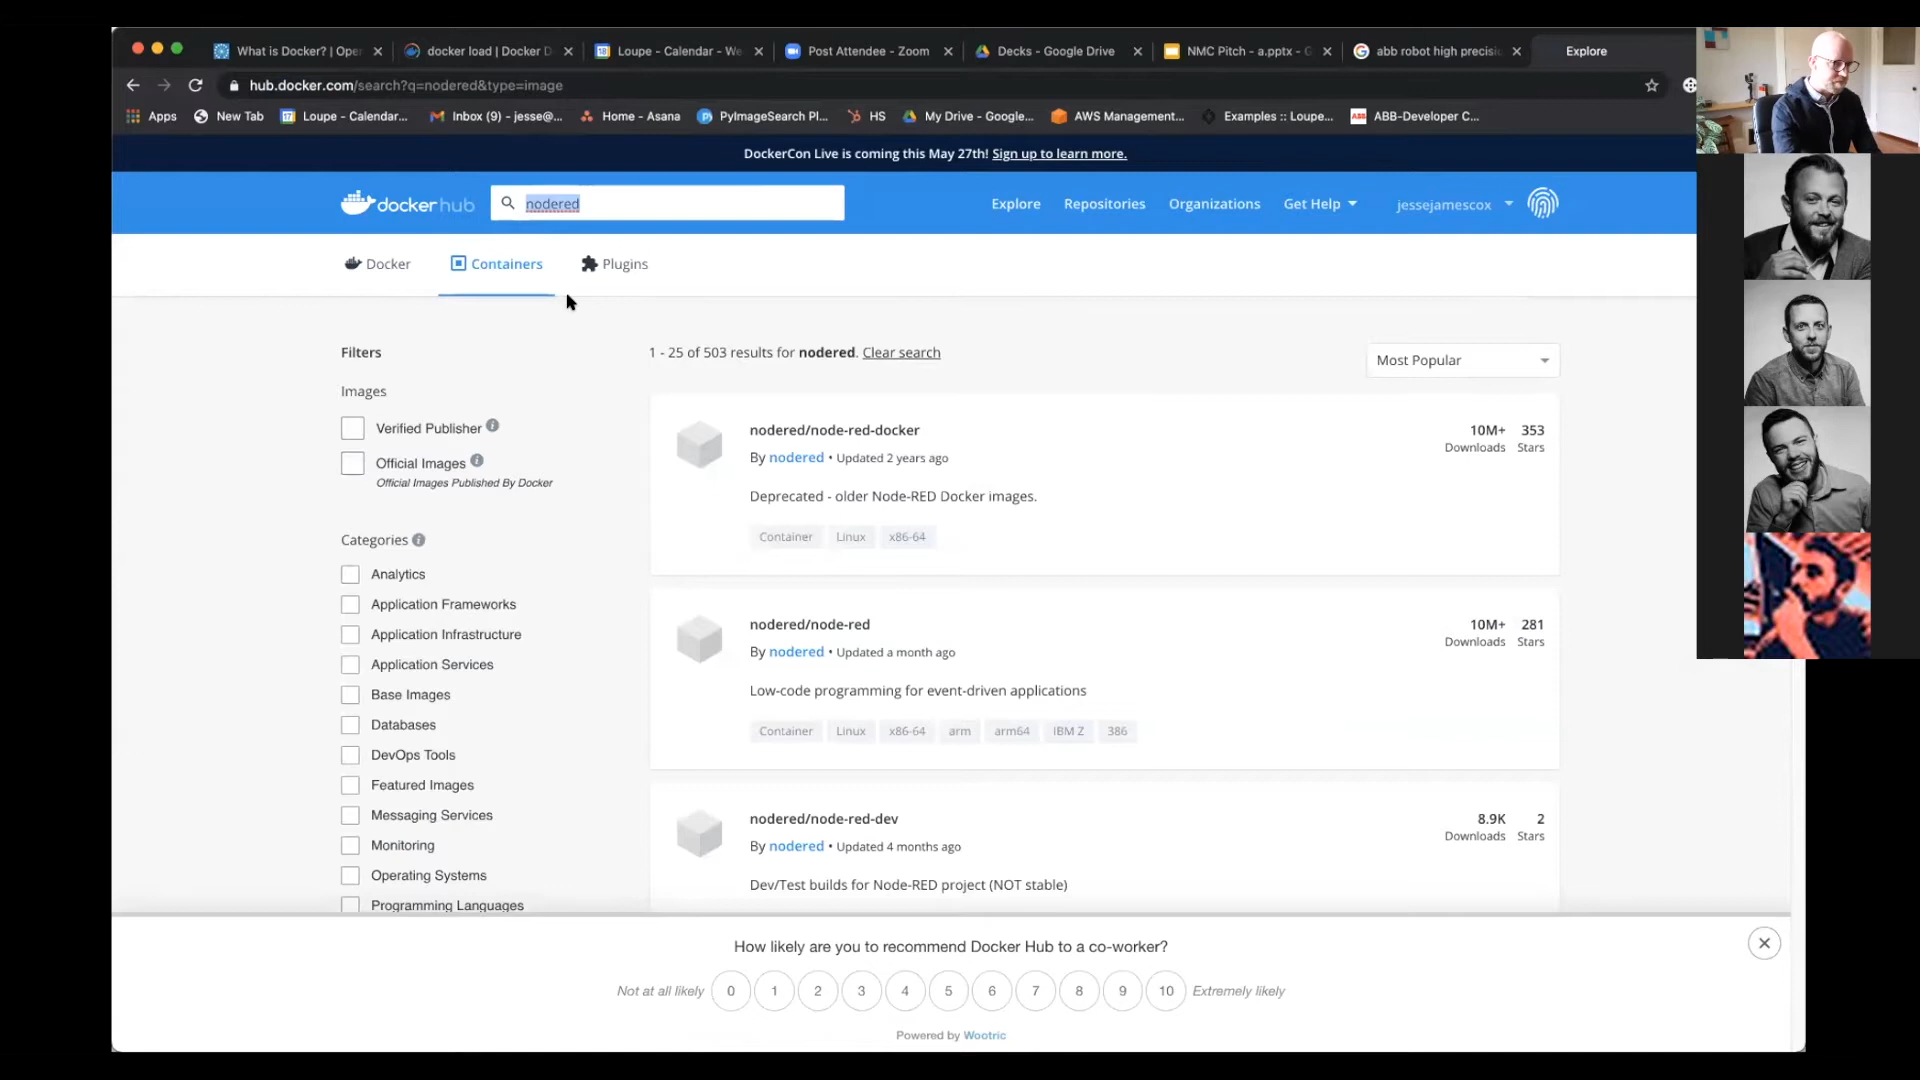 What is Docker? | Ope
docker load | Docker D
Loupe - Calendar - We
Post Attendee - Zoom
Decks - Google Drive
NMC Pitch - a.pptx - G
abb robot high precisi
Explore
hub.docker.com/search?q=nodered&type=image
Apps
New Tab
Loupe - Calendar...
Inbox (9) - jesse@...
Home - Asana
PyImageSearch Pl...
HS
My Drive - Google...
AWS Management...
Examples :: Loupe...
ABB-Developer C...
DockerCon Live is coming this May 27th! Sign up to learn more.
docker hub
nodered
Explore
Repositories
Organizations
Get Help
jessejamescox
Docker
Containers
Plugins
Filters
1 - 25 of 503 results for nodered. Clear search
Most Popular
Images
Verified Publisher
Official Images
Official Images Published By Docker
Categories
Analytics
Application Frameworks
Application Infrastructure
Application Services
Base Images
Databases
DevOps Tools
Featured Images
Messaging Services
Monitoring
Operating Systems
Programming Languages
nodered/node-red-docker
By nodered • Updated 2 years ago
10M+ 353
Downloads Stars
Deprecated - older Node-RED Docker images.
Container Linux x86-64
nodered/node-red
By nodered • Updated a month ago
10M+ 281
Downloads Stars
Low-code programming for event-driven applications
Container Linux x86-64 arm arm64 IBM Z 386
nodered/node-red-dev
By nodered • Updated 4 months ago
8.9K 2
Downloads Stars
Dev/Test builds for Node-RED project (NOT stable)
How likely are you to recommend Docker Hub to a co-worker?
Not at all likely 0 1 2 3 4 5 6 7 8 9 10 Extremely likely
Powered by Wootric